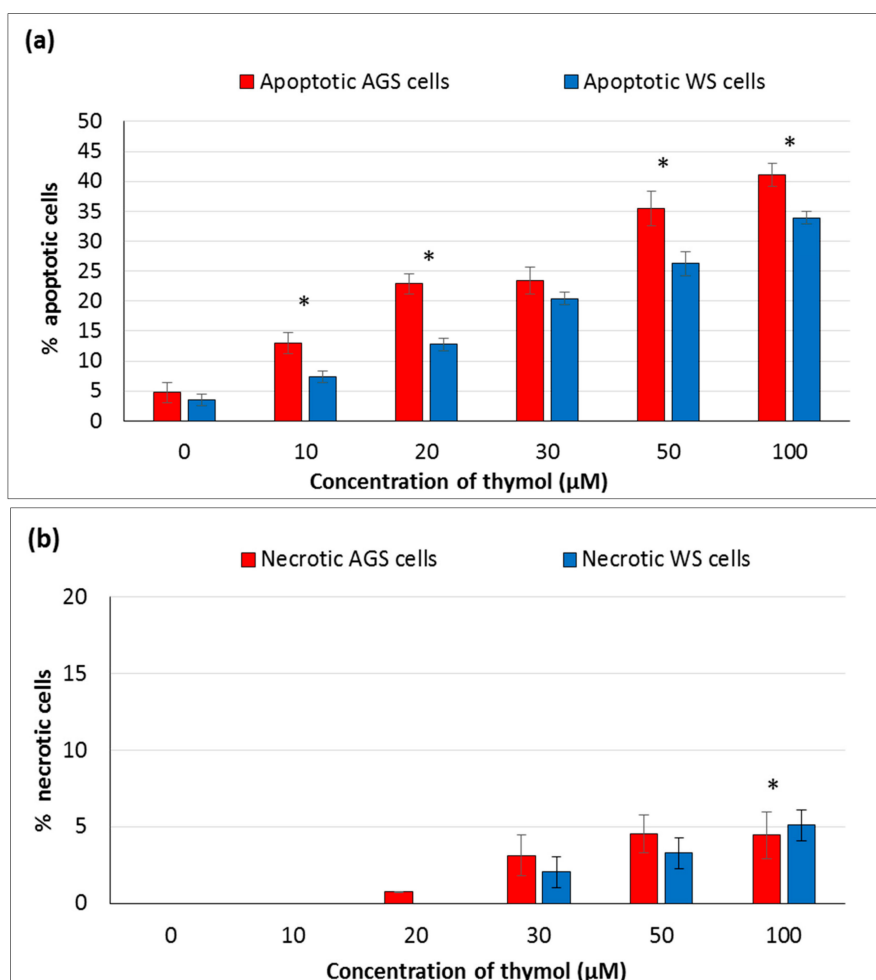 (a)
Apoptotic AGS cells Apoptotic WS cells
% apoptotic cells
50
45
40
35
30
25
20
15
10
5
0
* * * *
0 10 20 30 50 100
Concentration of thymol (µM)
(b)
Necrotic AGS cells Necrotic WS cells
% necrotic cells
20
15
10
5
0
*
0 10 20 30 50 100
Concentration of thymol (µM)